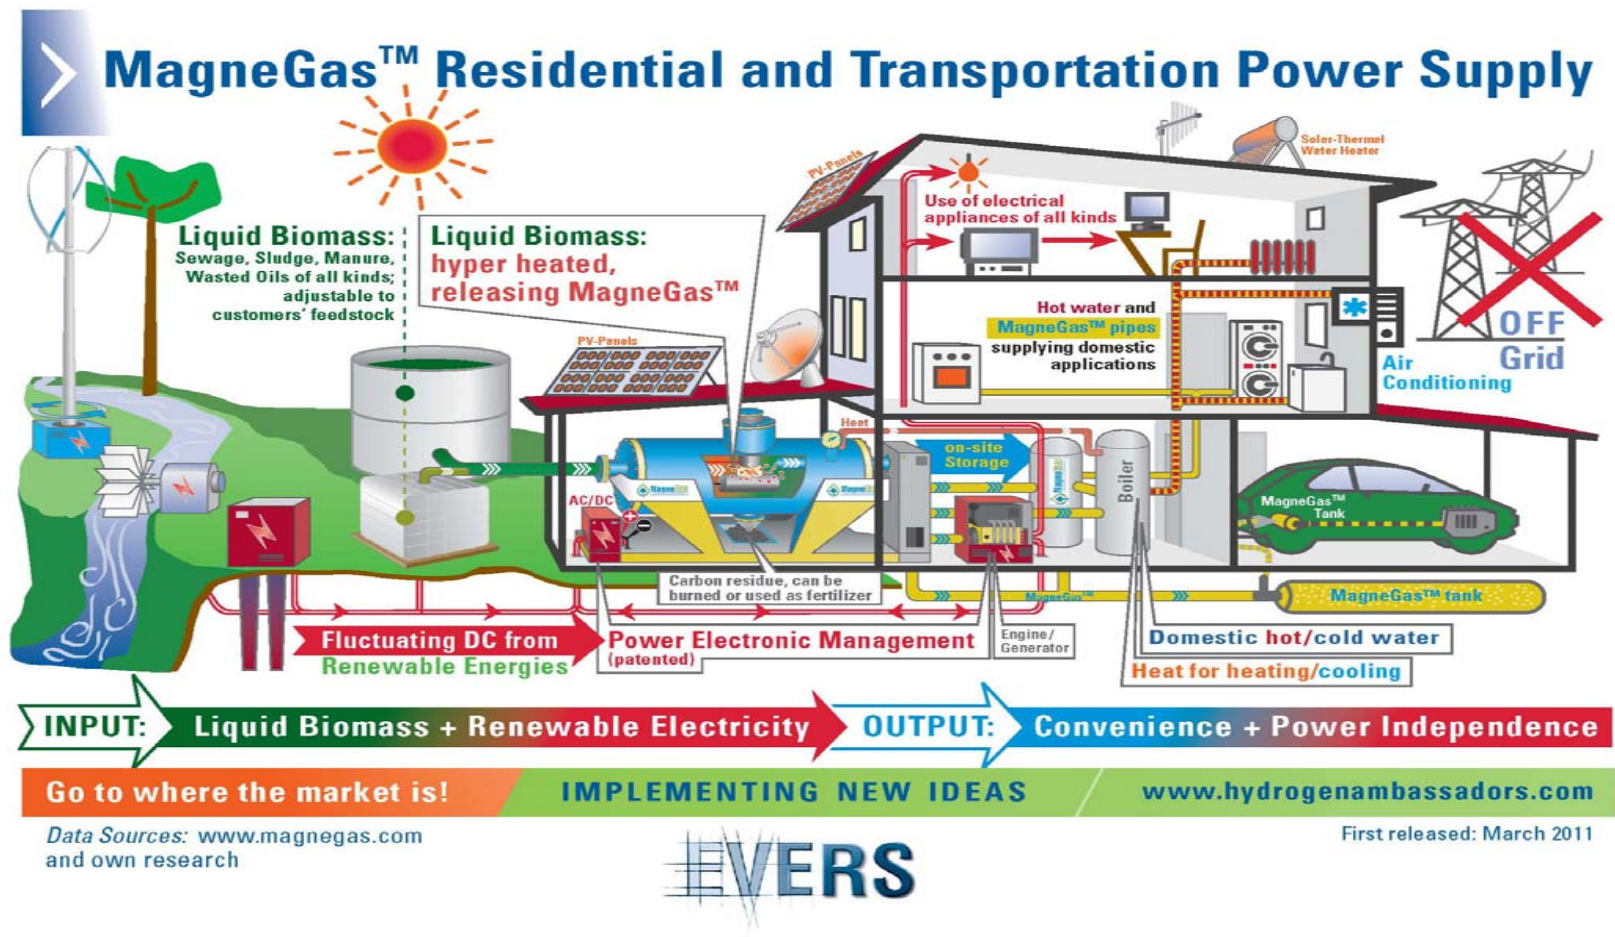 MagneGas™ Residential and Transportation Power Supply
Solar-Thermal
Water Heater
PV-Panels
Use of electrical
appliances of all kinds
Liquid Biomass:
Sewage, Sludge, Manure,
Wasted Oils of all kinds;
adjustable to
customers' feedstock
Liquid Biomass:
hyper heated,
releasing MagneGas™
PV-Panels
Hot water and
MagneGas™ pipes
supplying domestic
applications
OFF
Grid
Air
Conditioning
Heat
on-site
Storage
Boiler
AC/DC
MagneGas™
Tank
Carbon residue, can be
burned or used as fertilizer
MagneGas™
MagneGas™ tank
Fluctuating DC from
Renewable Energies
Power Electronic Management
(patented)
Engine/
Generator
Domestic hot/cold water
Heat for heating/cooling
INPUT: Liquid Biomass + Renewable Electricity OUTPUT: Convenience + Power Independence
Go to where the market is! IMPLEMENTING NEW IDEAS www.hydrogenambassadors.com
Data Sources: www.magnegas.com
and own research
First released: March 2011
EVERS